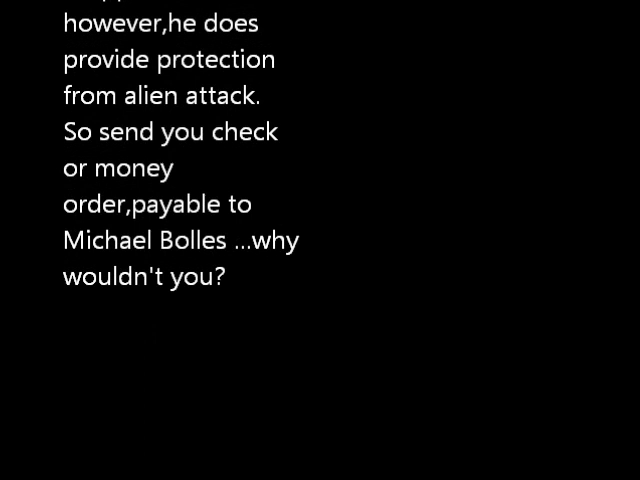 however,he does
provide protection
from alien attack.
So send you check
or money
order,payable to
Michael Bolles ...why
wouldn't you?